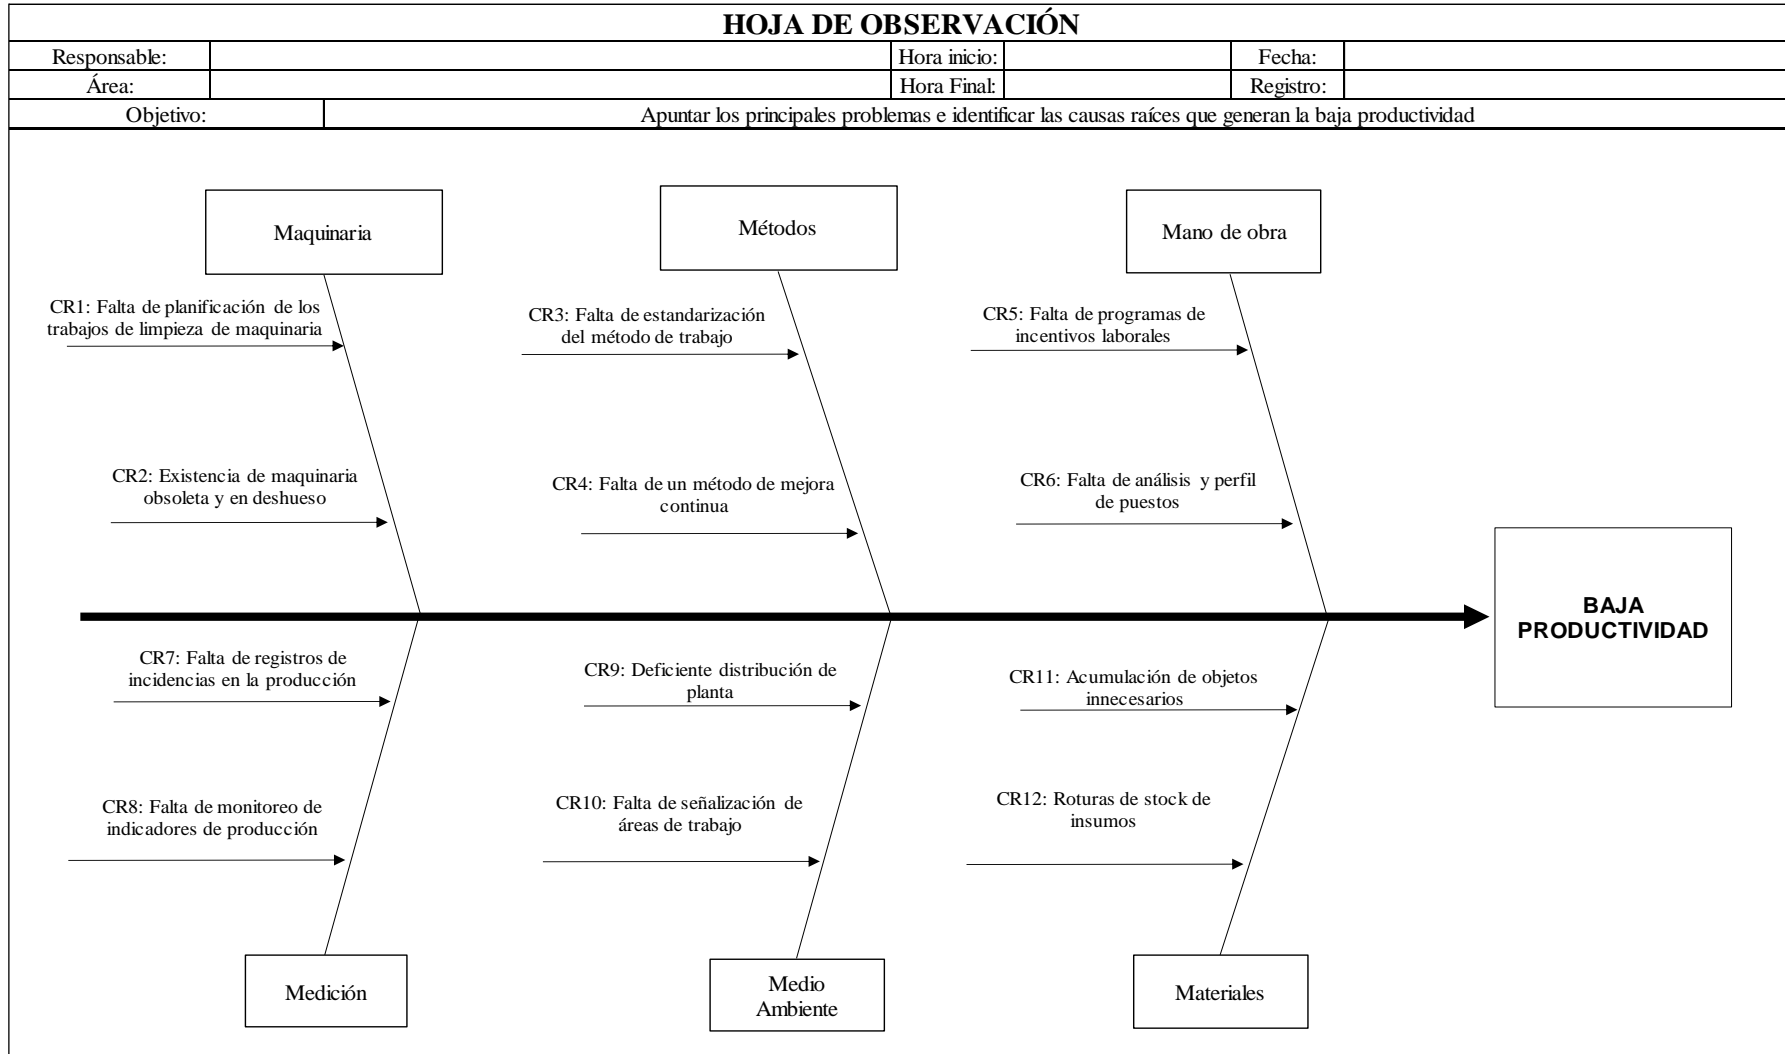 HOJA DE OBSERVACIÓN
Responsable: Hora inicio: Fecha:
Área: Hora Final: Registro:
Objetivo: Apuntar los principales problemas e identificar las causas raíces que generan la baja productividad
Maquinaria
Métodos
Mano de obra
CR1: Falta de planificación de los
trabajos de limpieza de maquinaria
CR3: Falta de estandarización
del método de trabajo
CR5: Falta de programas de
incentivos laborales
CR2: Existencia de maquinaria
obsoleta y en deshueso
CR4: Falta de un método de mejora
continua
CR6: Falta de análisis y perfil
de puestos
BAJA
PRODUCTIVIDAD
CR7: Falta de registros de
incidencias en la producción
CR9: Deficiente distribución de
planta
CR11: Acumulación de objetos
innecesarios
CR8: Falta de monitoreo de
indicadores de producción
CR10: Falta de señalización de
áreas de trabajo
CR12: Roturas de stock de
insumos
Medición
Medio
Ambiente
Materiales